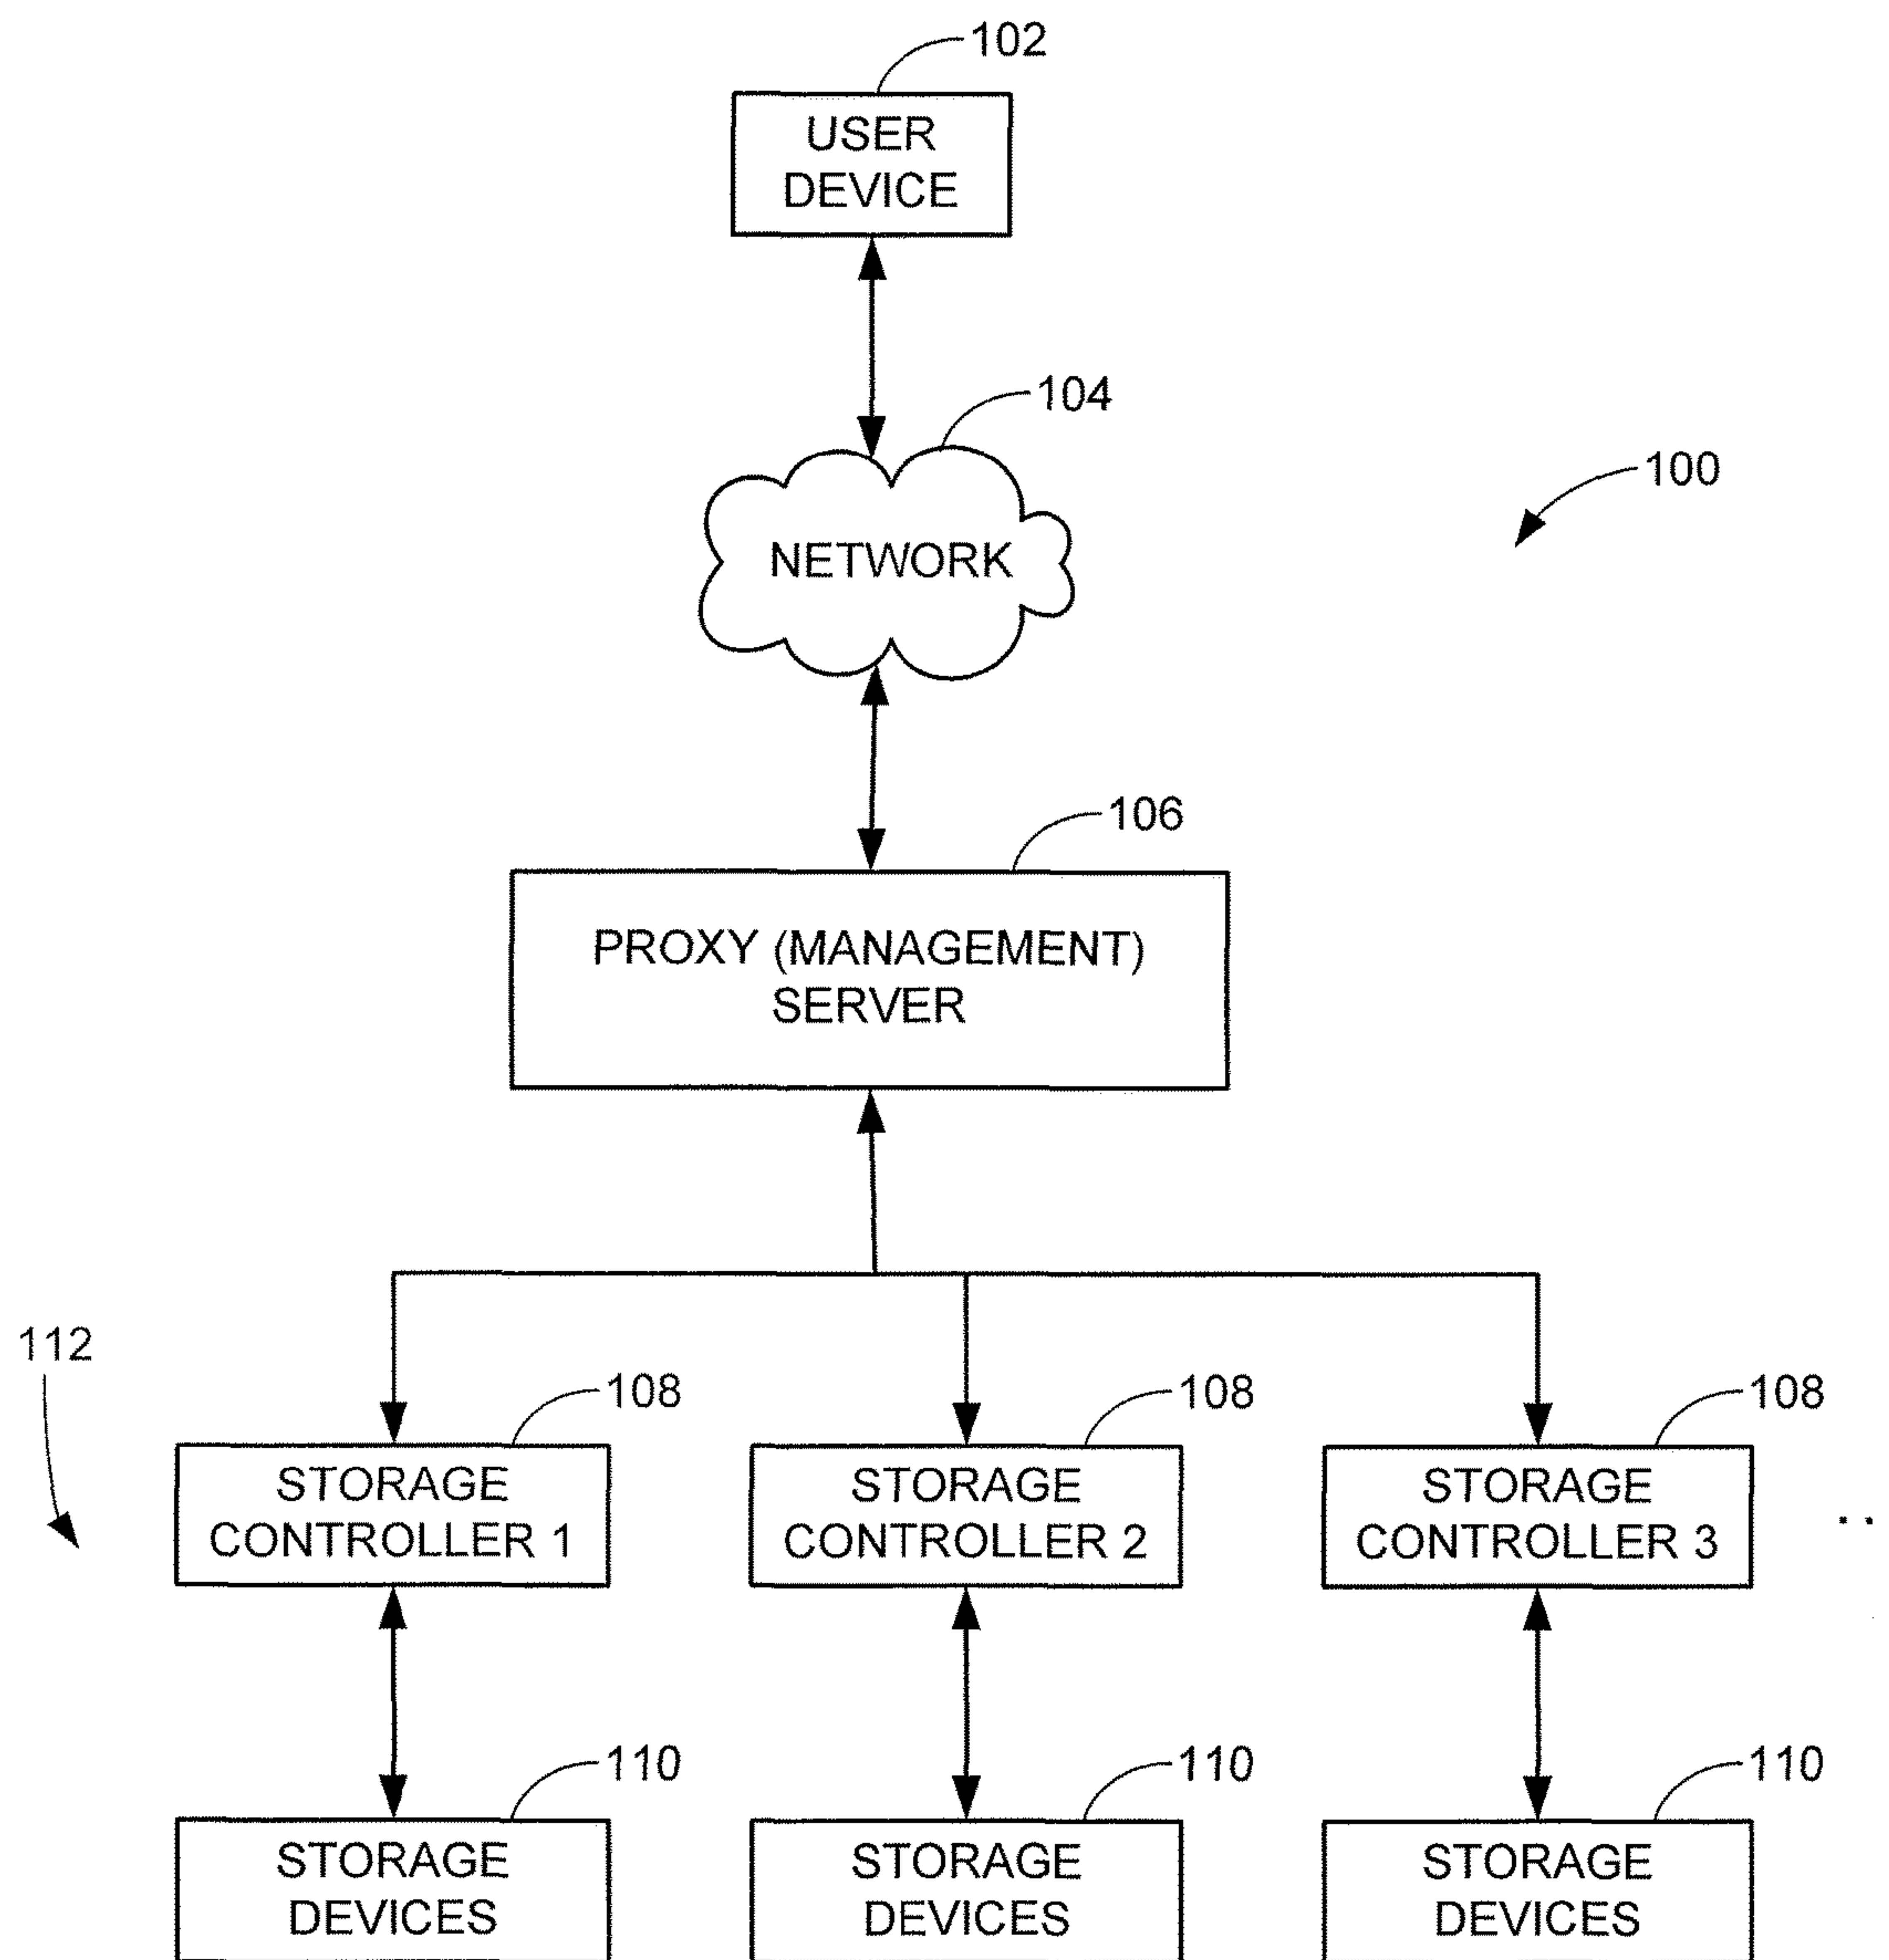 102
USER
DEVICE
104
100
NETWORK
106
PROXY (MANAGEMENT)
SERVER
112
108
108
108
STORAGE
CONTROLLER 1
STORAGE
CONTROLLER 2
STORAGE
CONTROLLER 3
. .
110
110
110
STORAGE
DEVICES
STORAGE
DEVICES
STORAGE
DEVICES